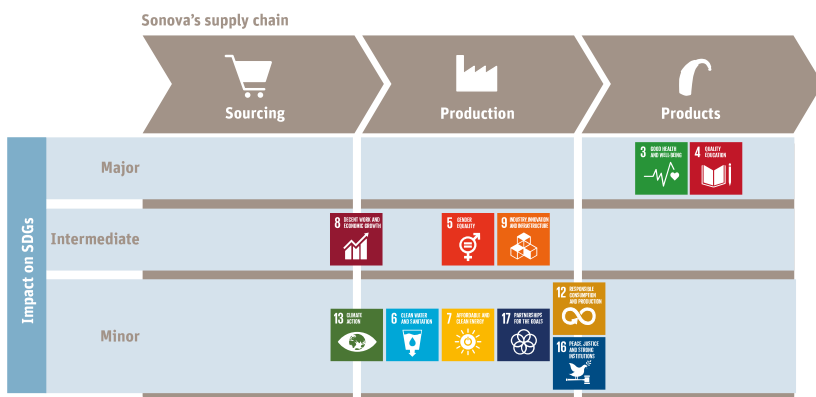 Sonova's supply chain
Sourcing
Production
Products
Impact on SDGs
Major
3 GOOD HEALTH
AND WELL-BEING
4 QUALITY
EDUCATION
Intermediate
8 DECENT WORK AND
ECONOMIC GROWTH
5 GENDER
EQUALITY
9 INDUSTRY, INNOVATION
AND INFRASTRUCTURE
Minor
13 CLIMATE
ACTION
6 CLEAN WATER
AND SANITATION
7 AFFORDABLE AND
CLEAN ENERGY
17 PARTNERSHIPS
FOR THE GOALS
12 RESPONSIBLE
CONSUMPTION
AND PRODUCTION
16 PEACE, JUSTICE
AND STRONG
INSTITUTIONS